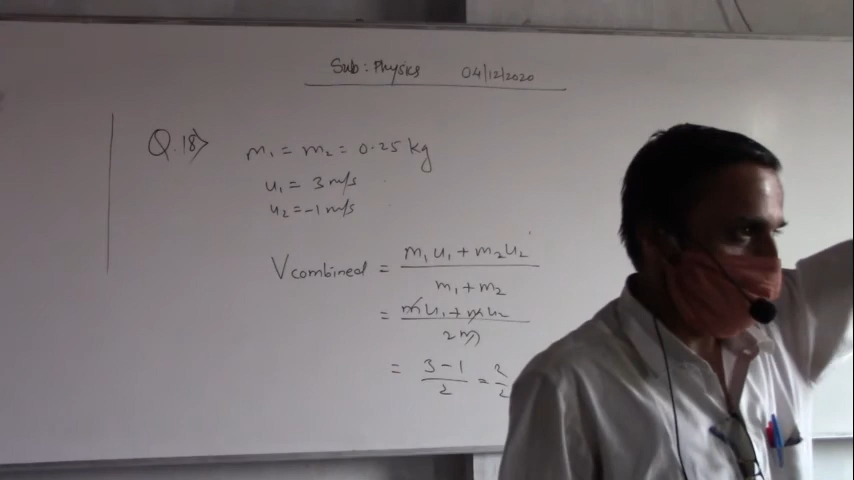 Sub: Physics 04/12/2020
Q.18>
m₁ = m₂ = 0.25 kg
u₁ = 3 m/s
u₂ = -1 m/s
Vcombined = (m₁u₁ + m₂u₂) / (m₁ + m₂)
= (mu₁ + mu₂) / 2m
= (3-1) / 2 = 2/2